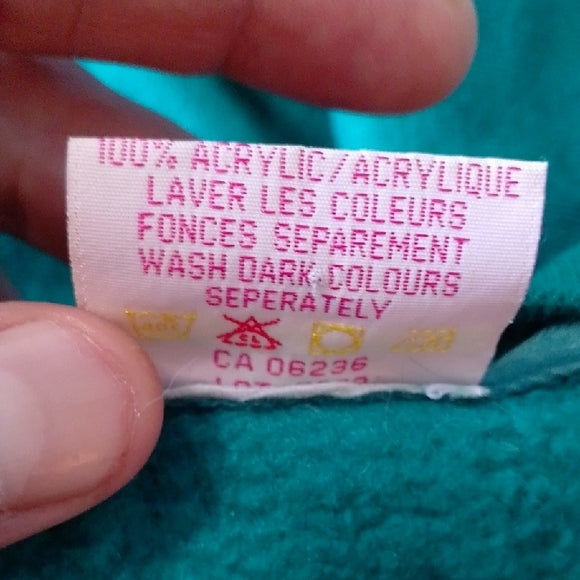 100% ACRYLIC/ACRYLIQUE
LAVER LES COLEURS
FONCES SEPAREMENT
WASH DARK COLOURS
SEPERATELY
CA 06236